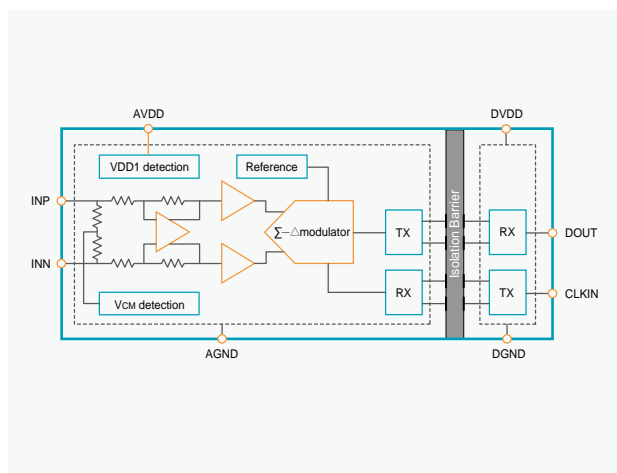 AVDD
DVDD
VDD1 detection
Reference
INP
INN
∑−△modulator
TX
RX
Isolation Barrier
RX
TX
DOUT
CLKIN
VCM detection
AGND
DGND